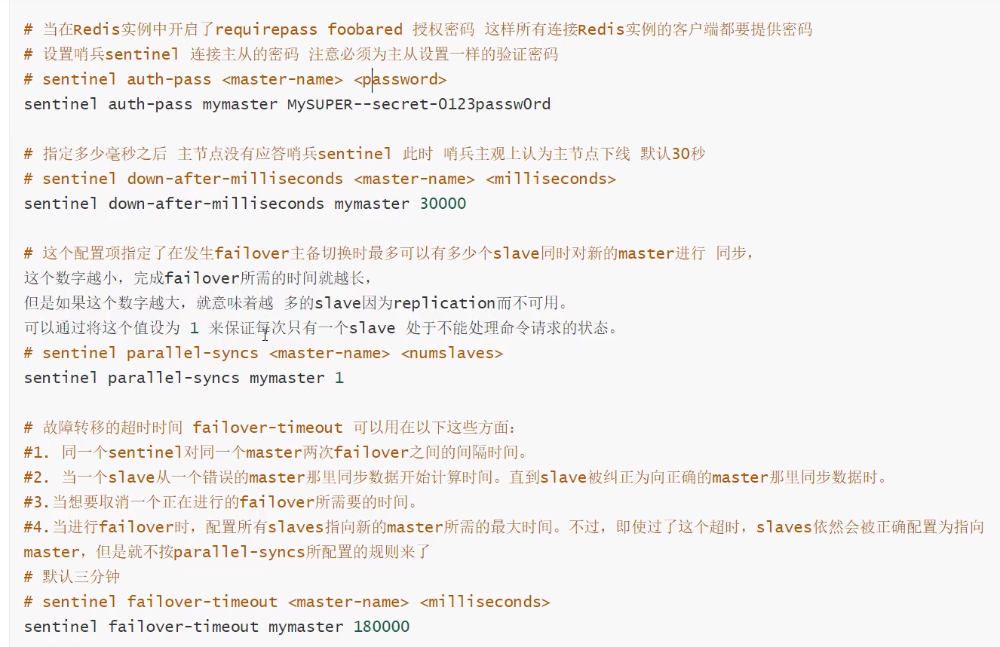 # 当在Redis实例中开启了requirepass foobared 授权密码 这样所有连接Redis实例的客户端都要提供密码
# 设置哨兵sentinel 连接主从的密码 注意必须为主从设置一样的验证密码
# sentinel auth-pass <master-name> <password>
sentinel auth-pass mymaster MySUPER--secret-0123passw0rd
# 指定多少毫秒之后 主节点没有应答哨兵sentinel 此时 哨兵主观上认为主节点下线 默认30秒
# sentinel down-after-milliseconds <master-name> <milliseconds>
sentinel down-after-milliseconds mymaster 30000
# 这个配置项指定了在发生failover主备切换时最多可以有多少个slave同时对新的master进行 同步，
这个数字越小，完成failover所需的时间就越长，
但是如果这个数字越大，就意味着越 多的slave因为replication而不可用。
可以通过将这个值设为 1 来保证每次只有一个slave 处于不能处理命令请求的状态。
# sentinel parallel-syncs <master-name> <numslaves>
sentinel parallel-syncs mymaster 1
# 故障转移的超时时间 failover-timeout 可以用在以下这些方面：
#1. 同一个sentinel对同一个master两次failover之间的间隔时间。
#2. 当一个slave从一个错误的master那里同步数据开始计算时间。直到slave被纠正为向正确的master那里同步数据时。
#3.当想要取消一个正在进行的failover所需要的时间。
#4.当进行failover时，配置所有slaves指向新的master所需的最大时间。不过，即使过了这个超时，slaves依然会被正确配置为指向
master，但是就不按parallel-syncs所配置的规则来了
# 默认三分钟
# sentinel failover-timeout <master-name> <milliseconds>
sentinel failover-timeout mymaster 180000